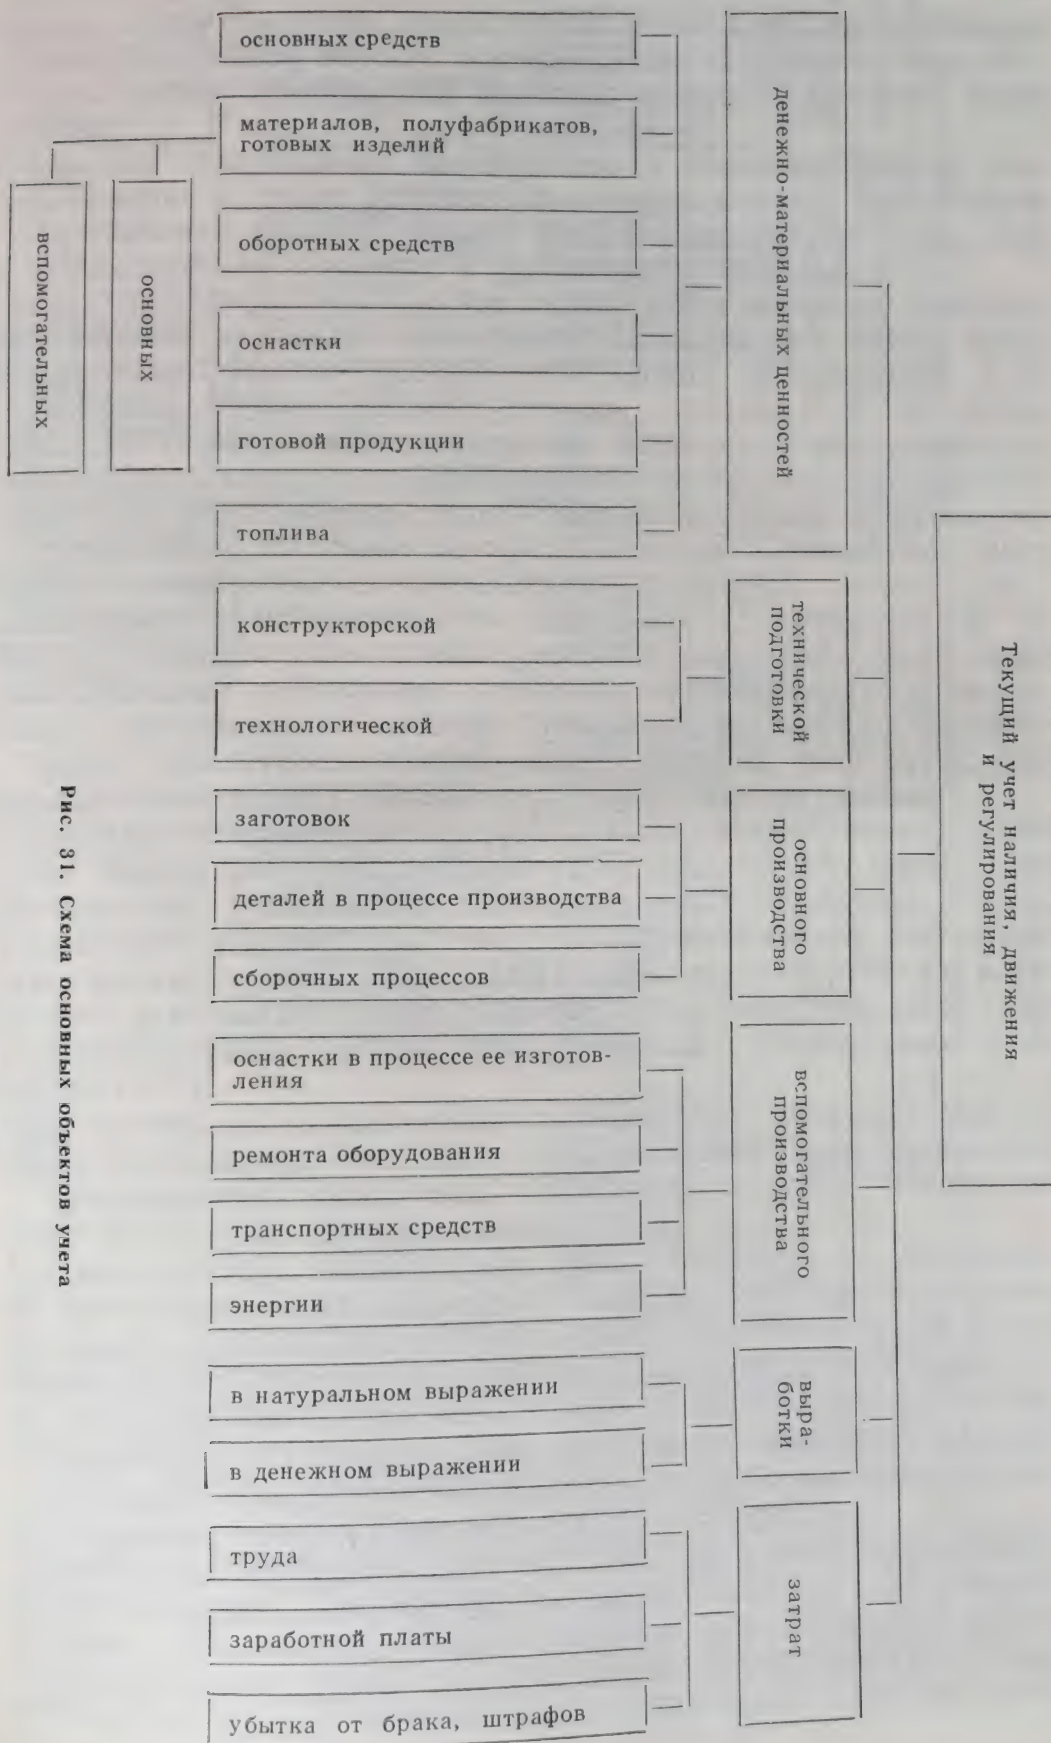 Текущий учет наличия, движения
и регулирования
денежно-материальных ценностей
основных средств
материалов, полуфабрикатов,
готовых изделий
основных
вспомогательных
оборотных средств
оснастки
готовой продукции
топлива
технической
подготовки
конструкторской
технологической
основного
производства
заготовок
деталей в процессе производства
сборочных процессов
вспомогательного
производства
оснастки в процессе ее изготов-
ления
ремонта оборудования
транспортных средств
энергии
выра-
ботки
в натуральном выражении
в денежном выражении
затрат
труда
заработной платы
убытка от брака, штрафов
Рис. 31. Схема основных объектов учета